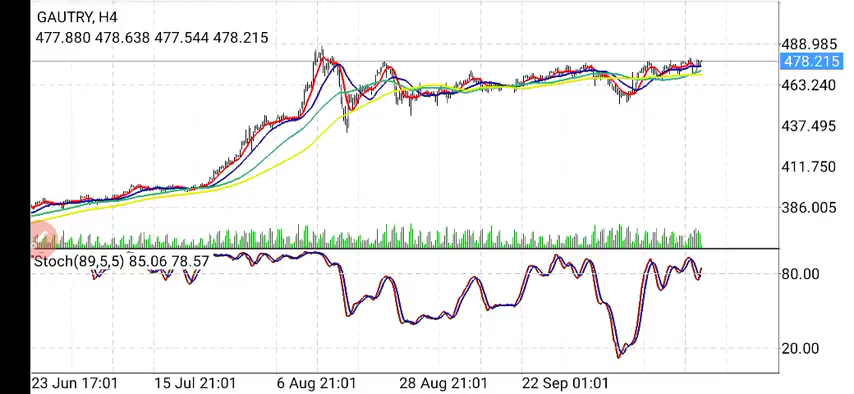 GAUTRY, H4
477.880 478.638 477.544 478.215
488.985
478.215
463.240
437.495
411.750
386.005
Stoch(89,5,5) 85.06 78.57
80.00
20.00
23 Jun 17:01 15 Jul 21:01 6 Aug 21:01 28 Aug 21:01 22 Sep 01:01